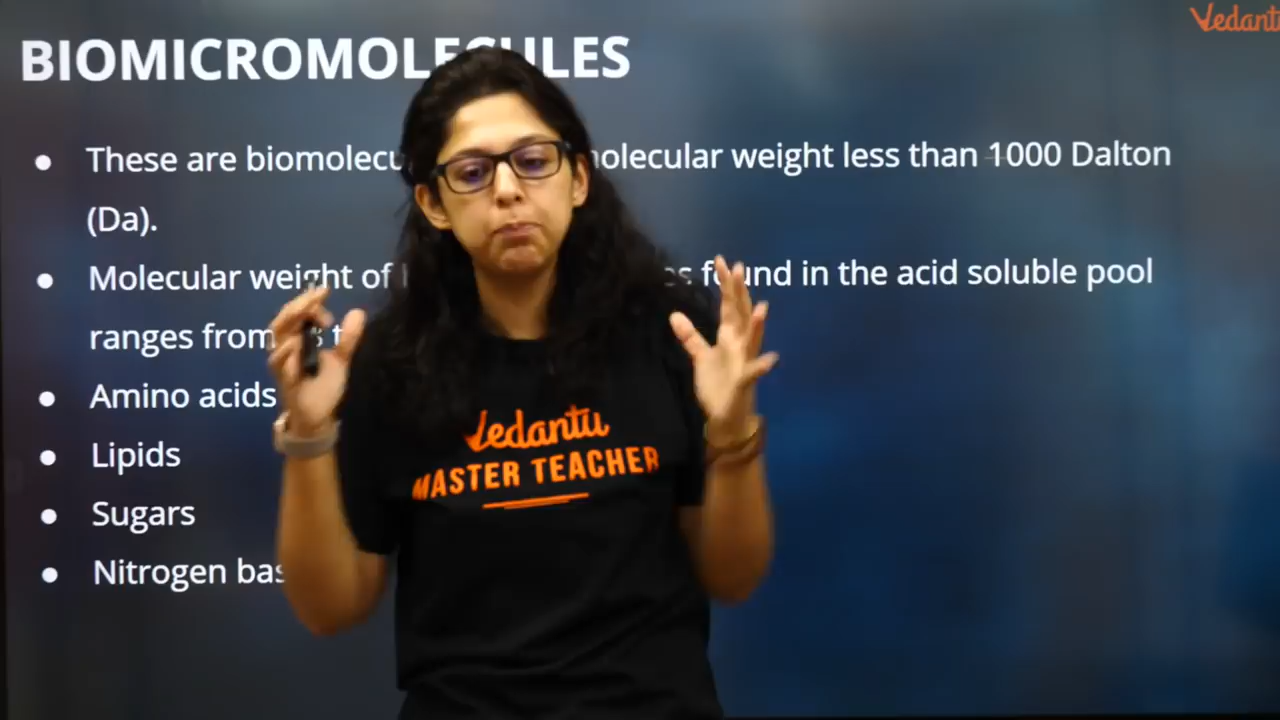 Vedantu
BIOMICROMOLECULES
• These are biomolecu molecular weight less than 1000 Dalton
(Da).
• Molecular weight of found in the acid soluble pool
ranges from
• Amino acids
• Lipids
• Sugars
• Nitrogen bas
Vedantu
MASTER TEACHER